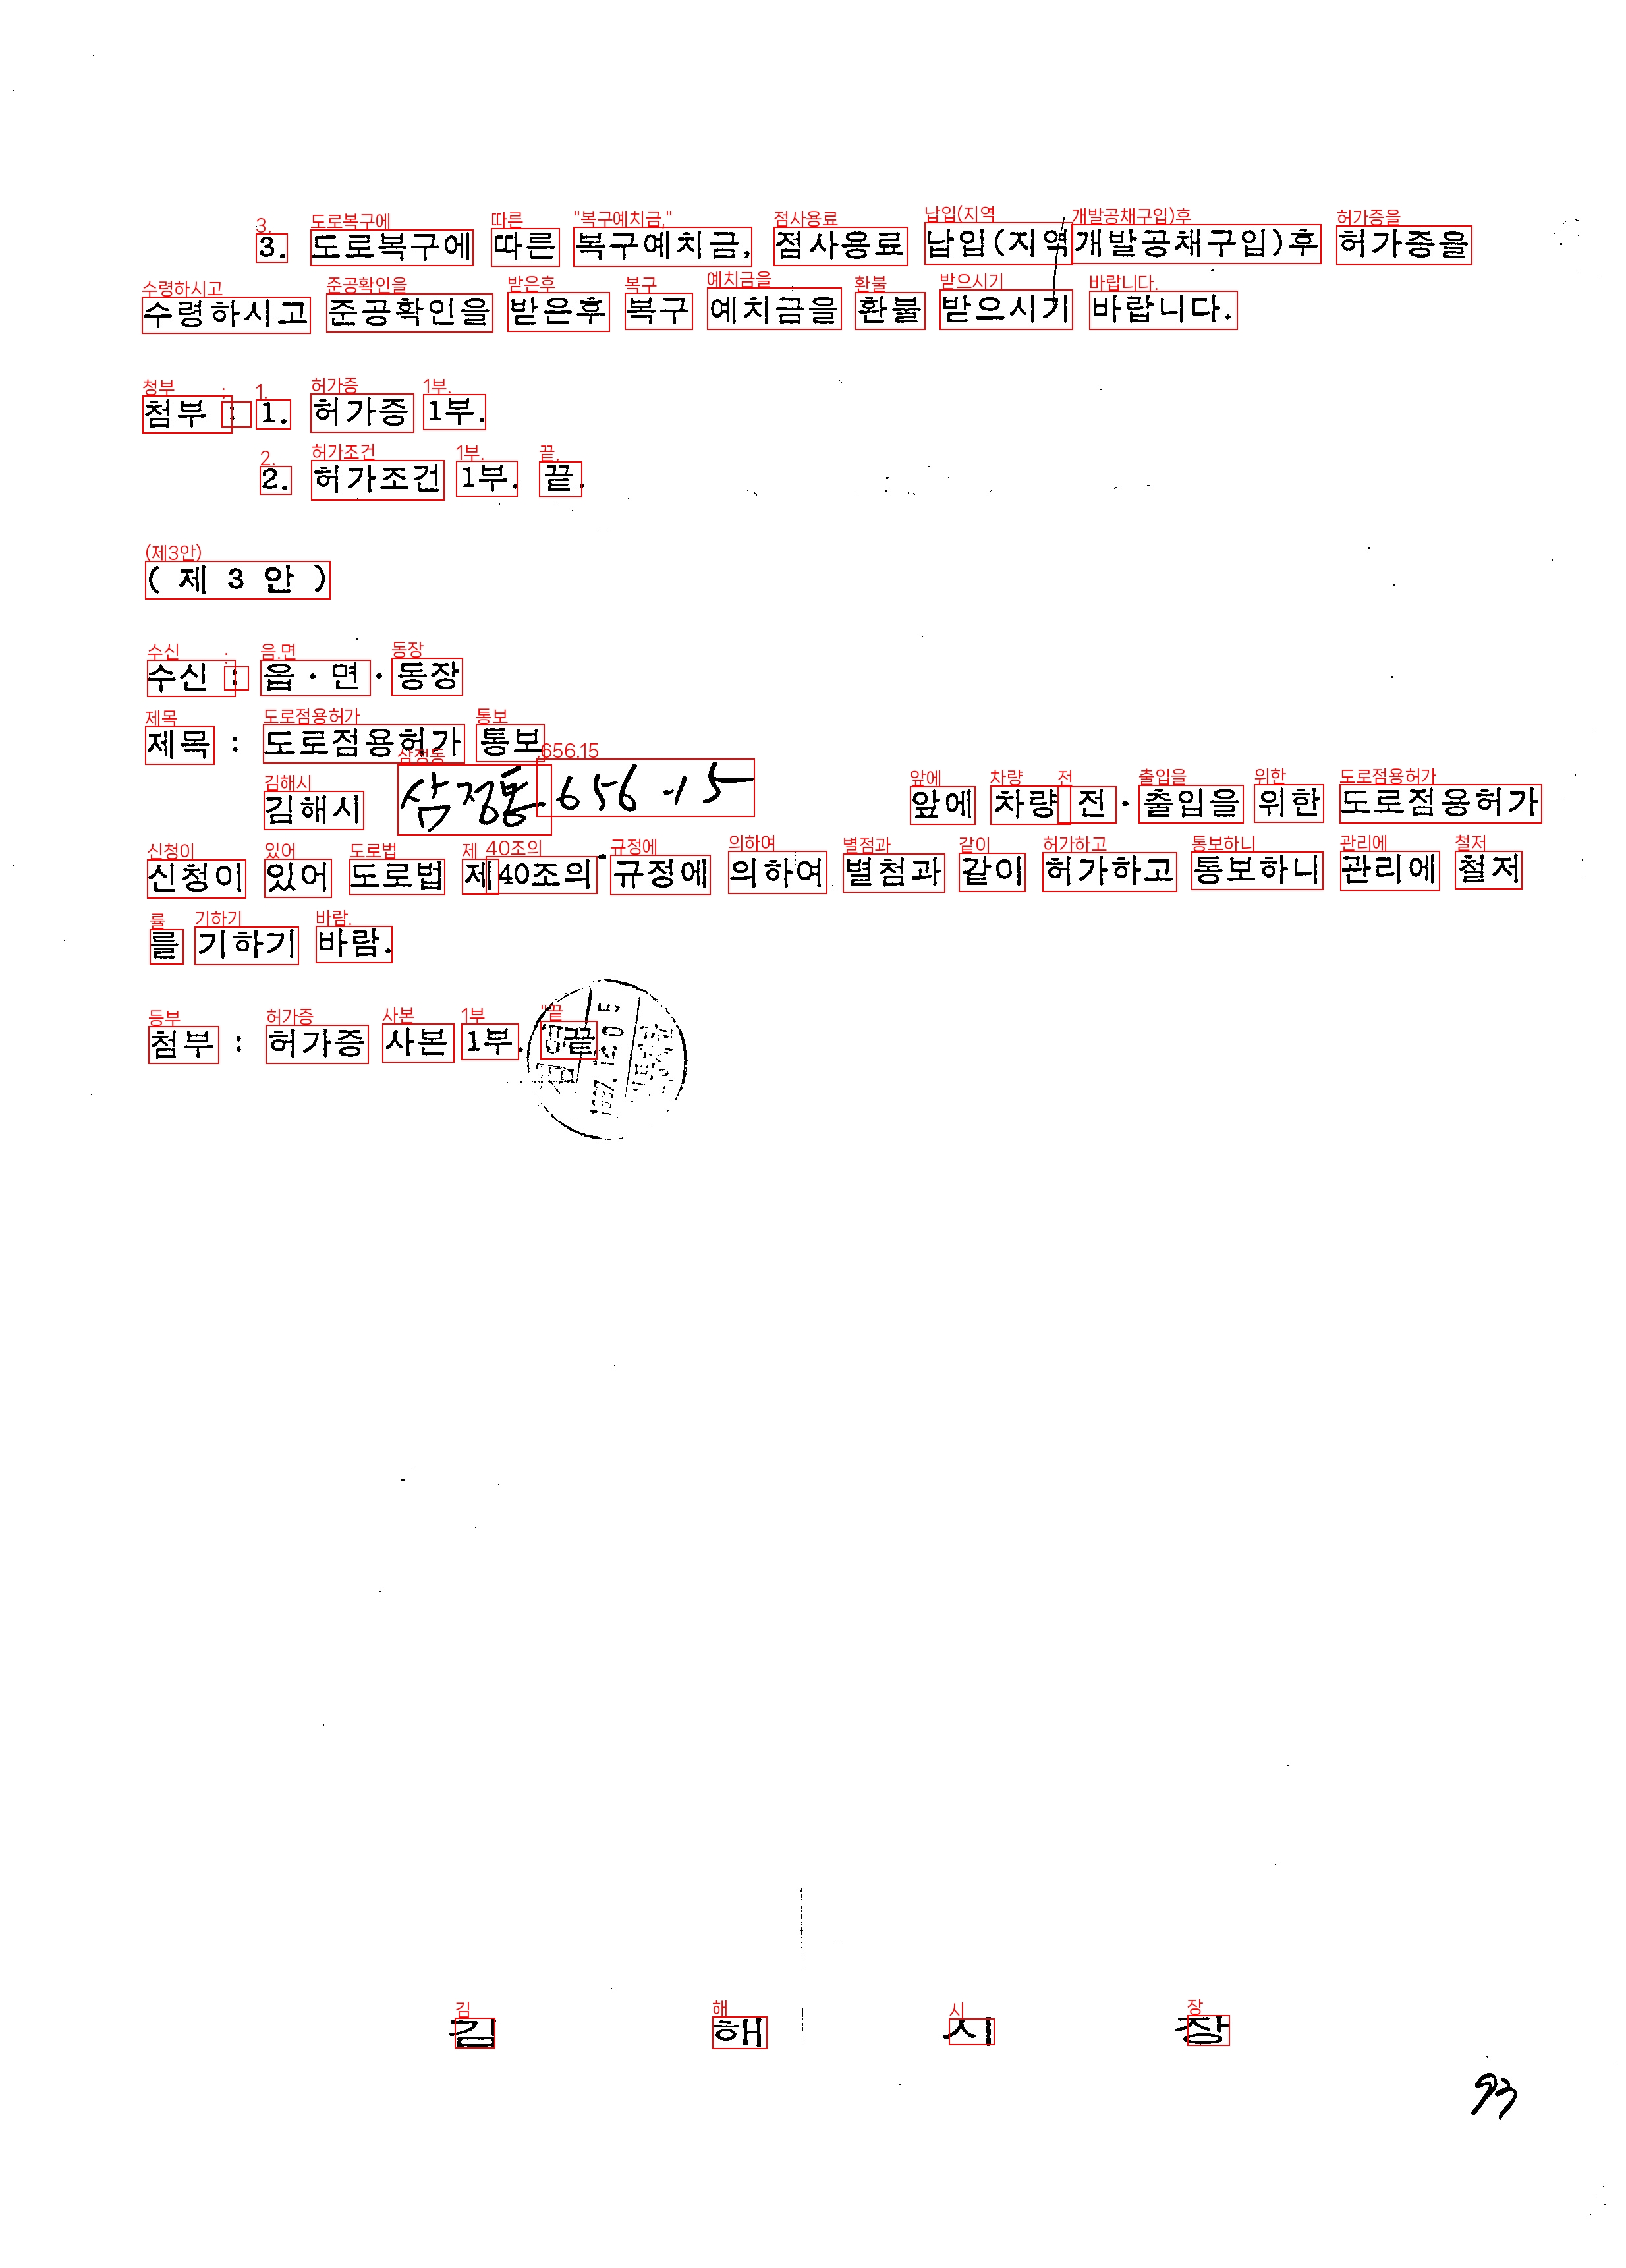 3. 도로복구에 따른 복구예치금, 점사용료 납입(지역개발공채구입)후 허가증을
수령하시고 준공확인을 받은후 복구 예치금을 환불 받으시기 바랍니다.
첨부 : 1. 허가증 1부.
2. 허가조건 1부. 끝.
( 제 3 안 )
수신 : 읍 · 면 · 동장
제목 : 도로점용허가 통보
김해시 삼정동 656-15 앞에 차량 전·출입을 위한 도로점용허가
신청이 있어 도로법 제40조의 규정에 의하여 별첨과 같이 허가하고 통보하니 관리에 철저
를 기하기 바람.
첨부 : 허가증 사본 1부. 끝
김 해 시 장
93